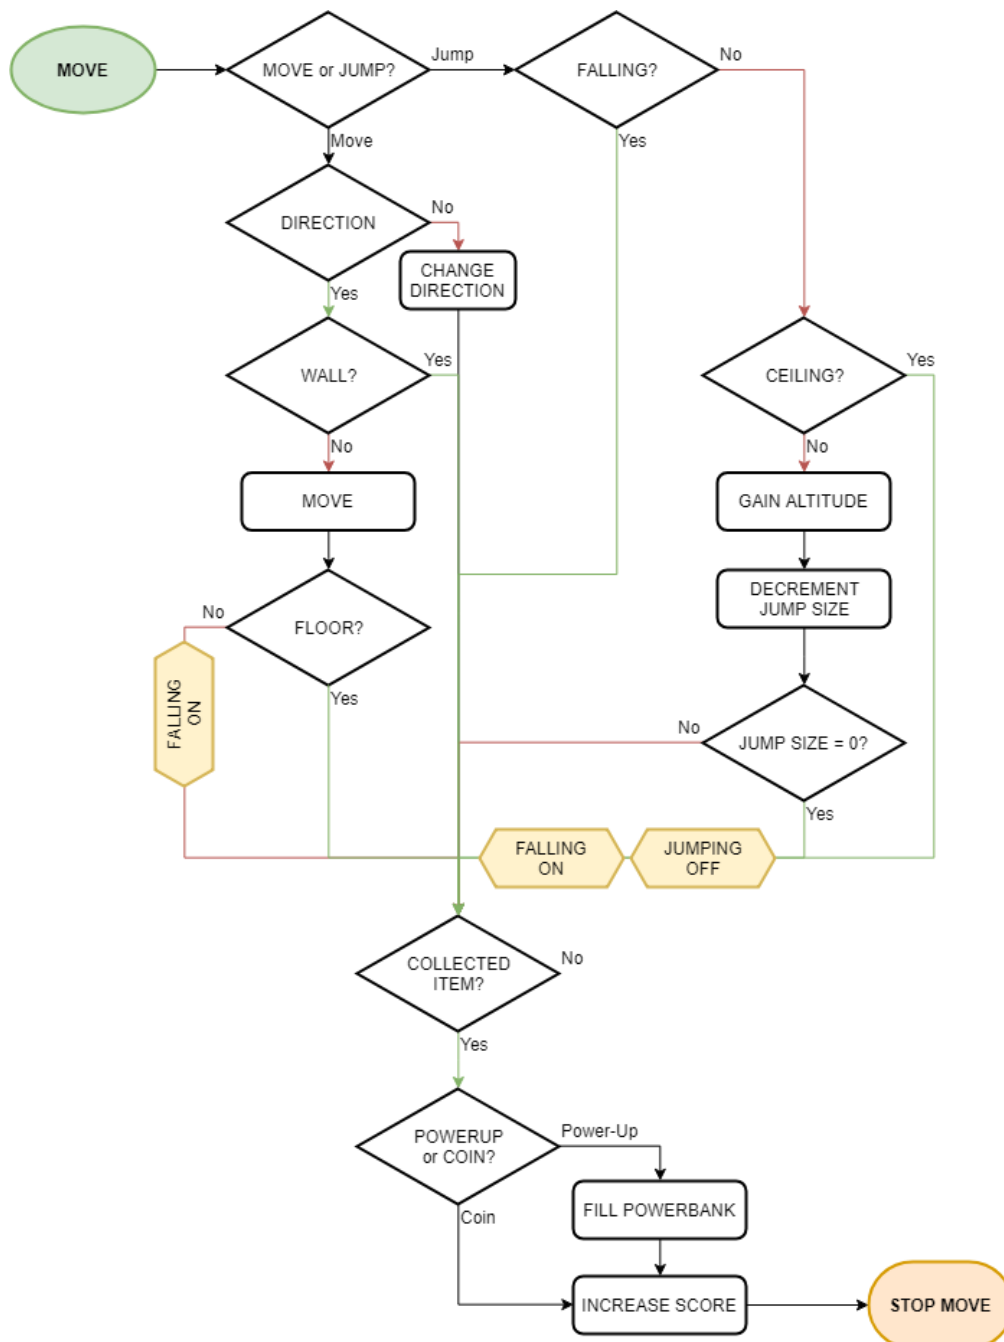 MOVE
MOVE or JUMP?
Jump
FALLING?
No
Move
Yes
DIRECTION
No
CHANGE
DIRECTION
Yes
WALL?
Yes
CEILING?
Yes
No
No
MOVE
GAIN ALTITUDE
DECREMENT
JUMP SIZE
No
FLOOR?
FALLING
ON
Yes
No
JUMP SIZE = 0?
Yes
FALLING
ON
JUMPING
OFF
COLLECTED
ITEM?
No
Yes
POWERUP
or COIN?
Power-Up
FILL POWERBANK
Coin
INCREASE SCORE
STOP MOVE